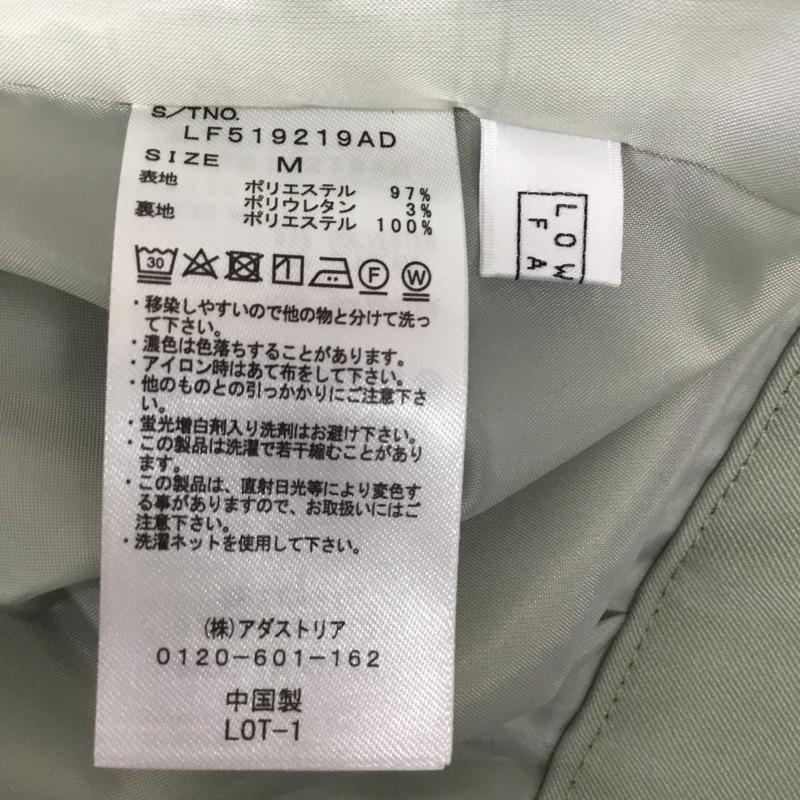 S/TNO.
LF519219AD
SIZE M
表地 ポリエステル 97%
ポリウレタン 3%
裏地 ポリエステル 100%
30 F W
・移染しやすいので他の物と分けて洗っ
て下さい。
・濃色は色落ちすることがあります。
・アイロン時はあて布をして下さい。
・他のものとの引っかかりにご注意下さ
い。
・蛍光増白剤入り洗剤はお避け下さい。
・この製品は洗濯で若干縮むことがあり
ます。
・この製品は、直射日光等により変色す
る事がありますので、お取扱いにはご
注意下さい。
・洗濯ネットを使用して下さい。
(株)アダストリア
0120-601-162
中国製
LOT-1
LOW
FA